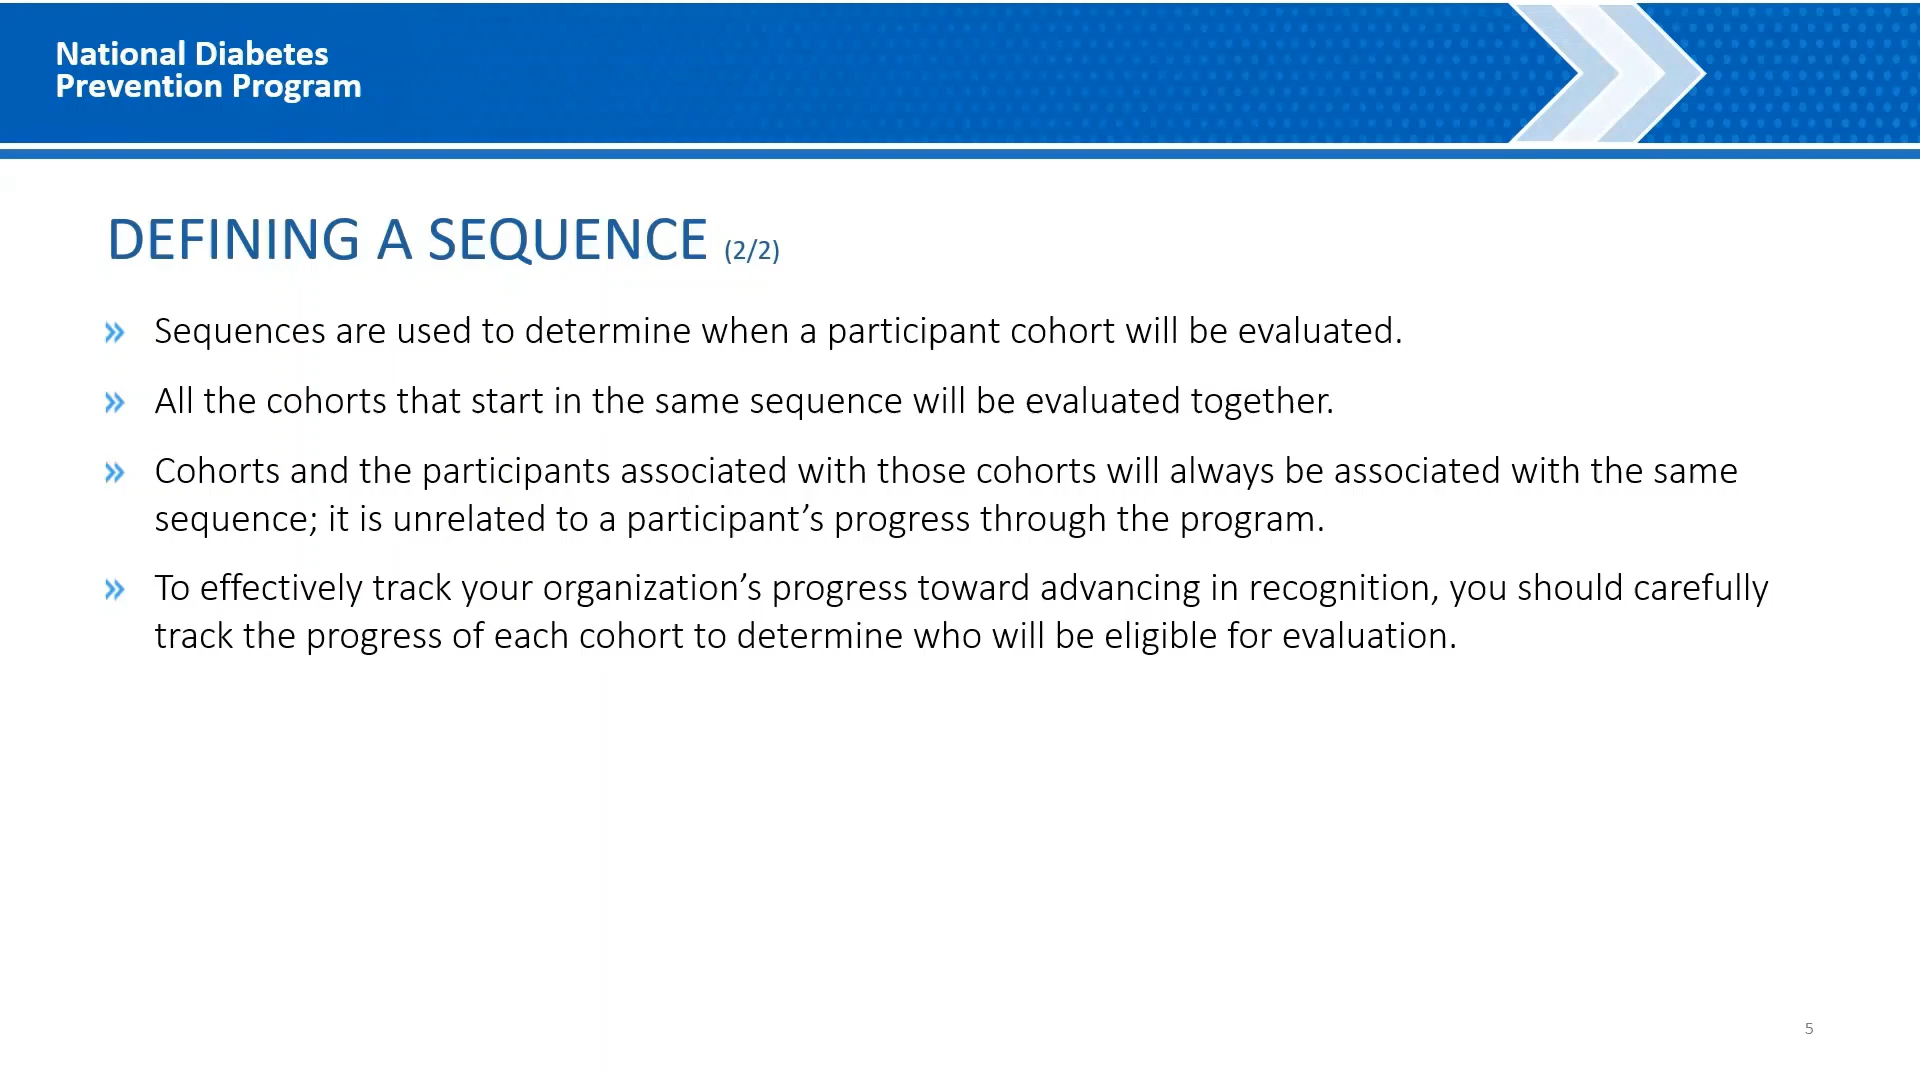 National Diabetes
Prevention Program
DEFINING A SEQUENCE (2/2)
» Sequences are used to determine when a participant cohort will be evaluated.
» All the cohorts that start in the same sequence will be evaluated together.
» Cohorts and the participants associated with those cohorts will always be associated with the same
sequence; it is unrelated to a participant’s progress through the program.
» To effectively track your organization’s progress toward advancing in recognition, you should carefully
track the progress of each cohort to determine who will be eligible for evaluation.
5